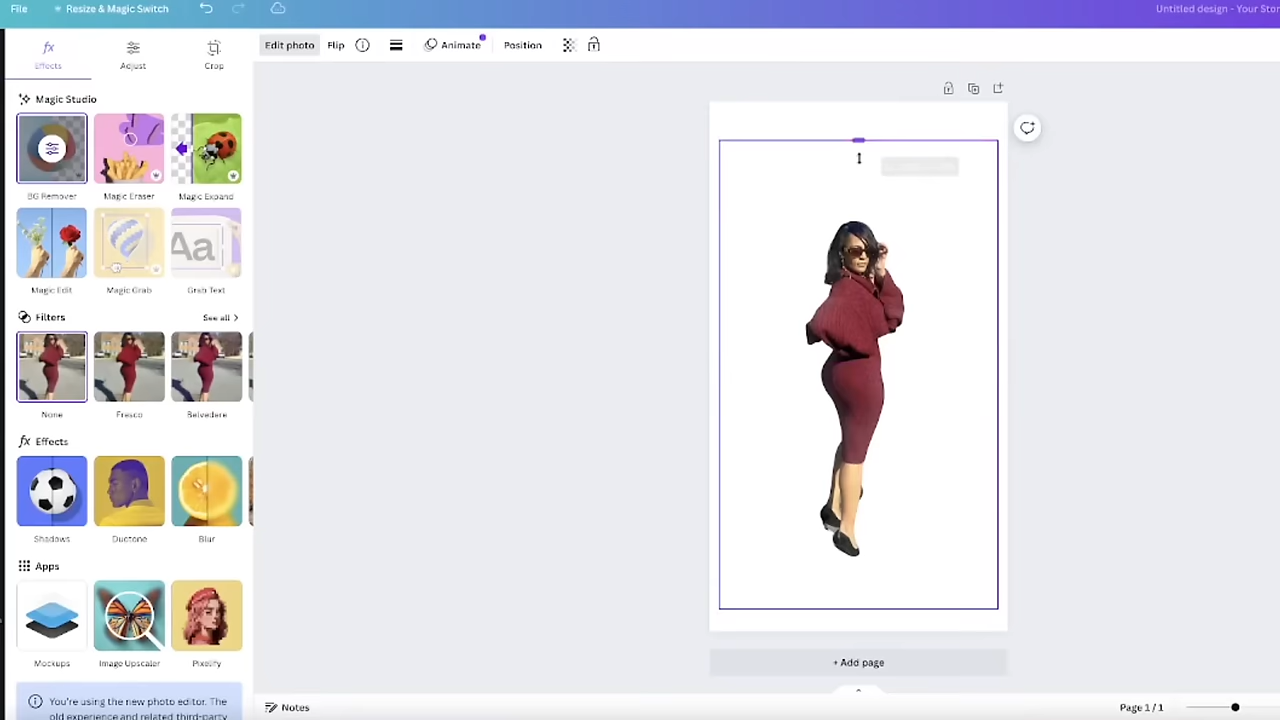 File
Resize & Magic Switch
Untitled design - Your Stor
Effects
Adjust
Crop
Edit photo
Flip
Animate
Position
Magic Studio
BG Remover
Magic Eraser
Magic Expand
Magic Edit
Magic Grab
Grab Text
Aa
Filters
See all
None
Fresco
Belvedere
fx Effects
Shadows
Duotone
Blur
Apps
Mockups
Image Upscaler
Pixelify
You're using the new photo editor. The
old experience and related third-party
+ Add page
Notes
Page 1 / 1